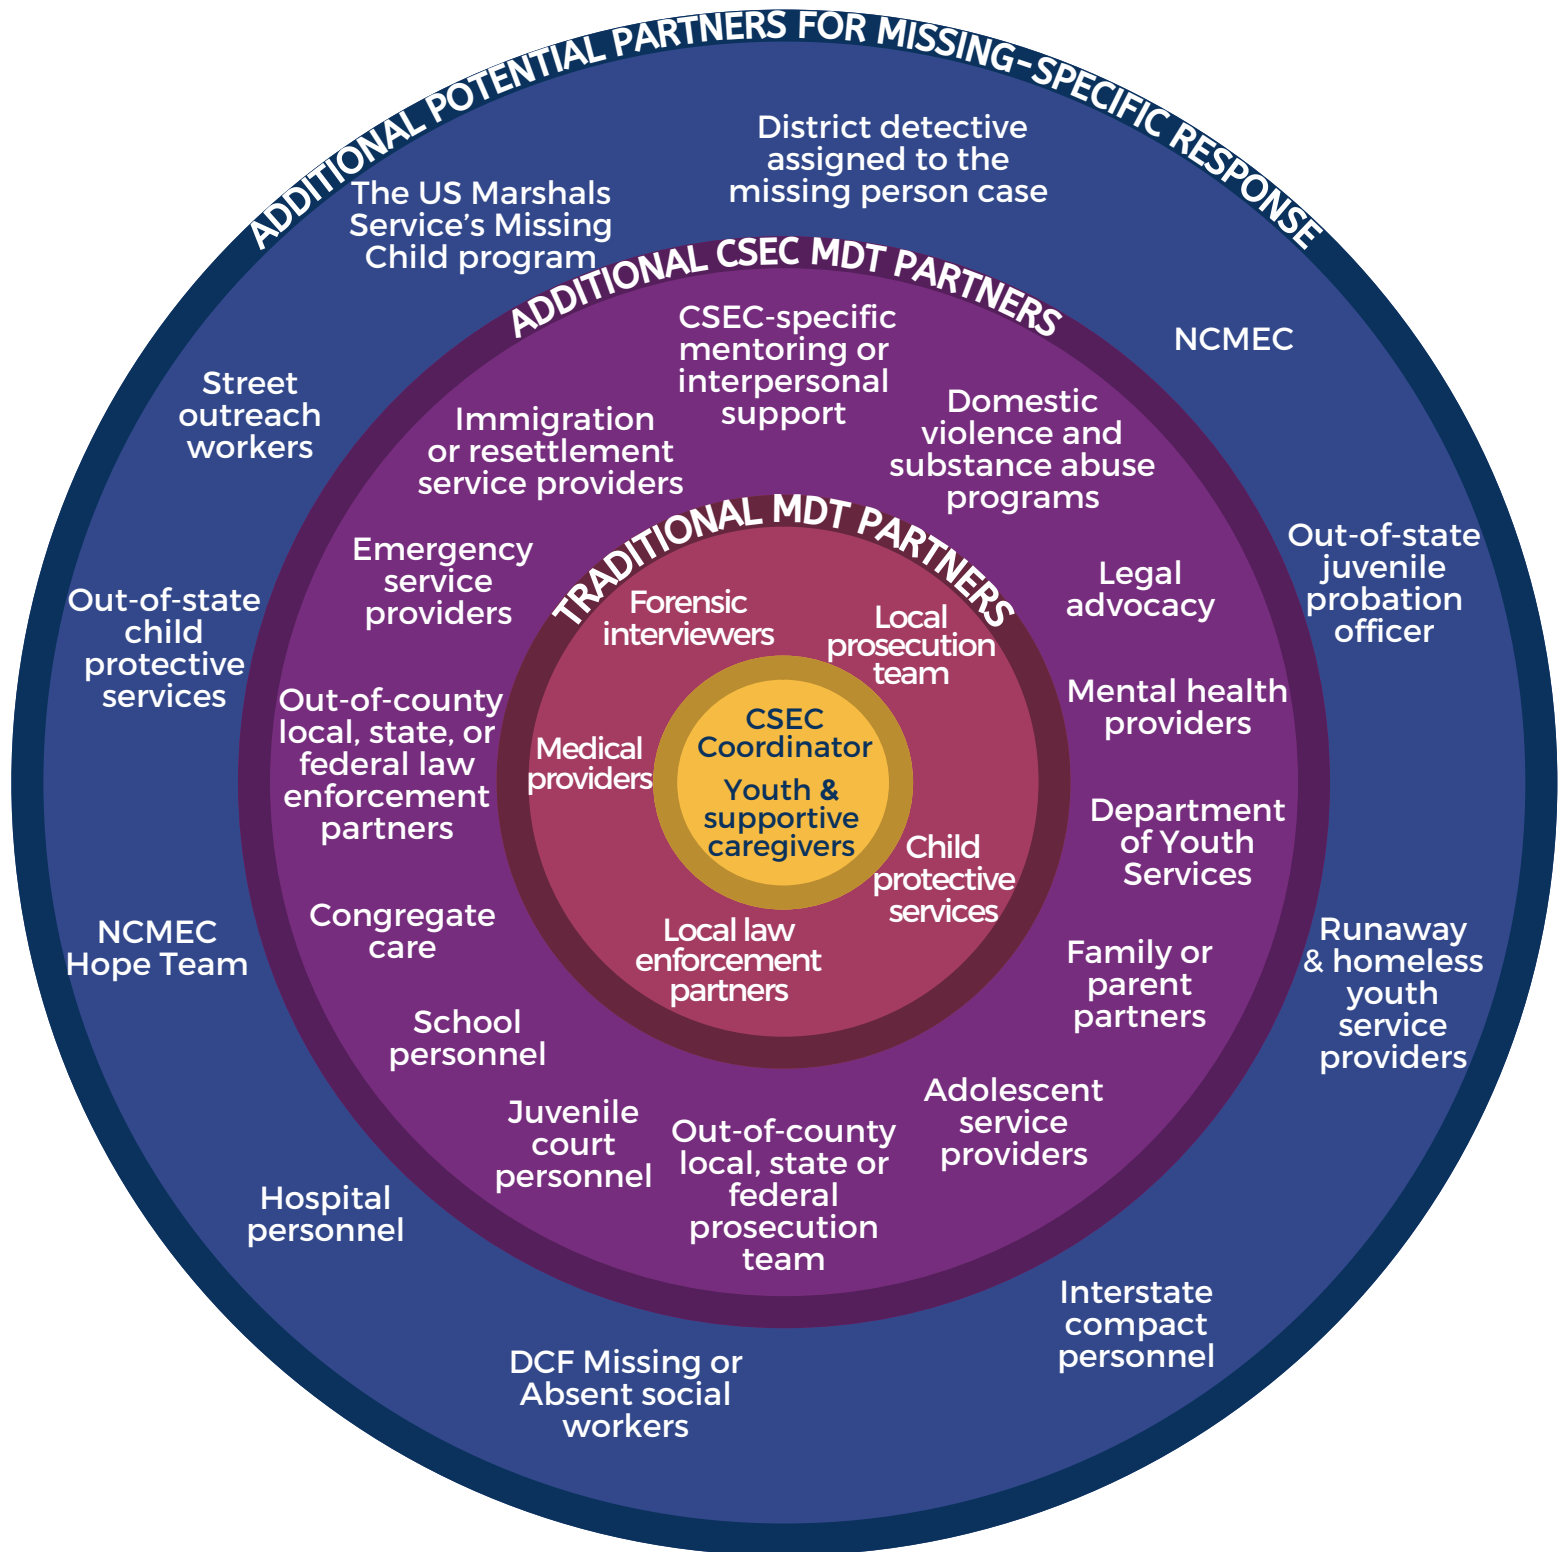 ADDITIONAL POTENTIAL PARTNERS FOR MISSING-SPECIFIC RESPONSE
District detective
assigned to the
missing person case
The US Marshals
Service’s Missing
Child program
NCMEC
Street
outreach
workers
Out-of-state
juvenile
probation
officer
Out-of-state
child
protective
services
Runaway
& homeless
youth
service
providers
NCMEC
Hope Team
Hospital
personnel
Interstate
compact
personnel
DCF Missing or
Absent social
workers
ADDITIONAL CSEC MDT PARTNERS
CSEC-specific
mentoring or
interpersonal
support
Domestic
violence and
substance abuse
programs
Immigration
or resettlement
service providers
Emergency
service
providers
Legal
advocacy
Mental health
providers
Out-of-county
local, state, or
federal law
enforcement
partners
Department
of Youth
Services
Congregate
care
Family or
parent
partners
School
personnel
Adolescent
service
providers
Juvenile
court
personnel
Out-of-county
local, state or
federal
prosecution
team
TRADITIONAL MDT PARTNERS
Forensic
interviewers
Local
prosecution
team
Medical
providers
Child
protective
services
Local law
enforcement
partners
CSEC
Coordinator
Youth &
supportive
caregivers